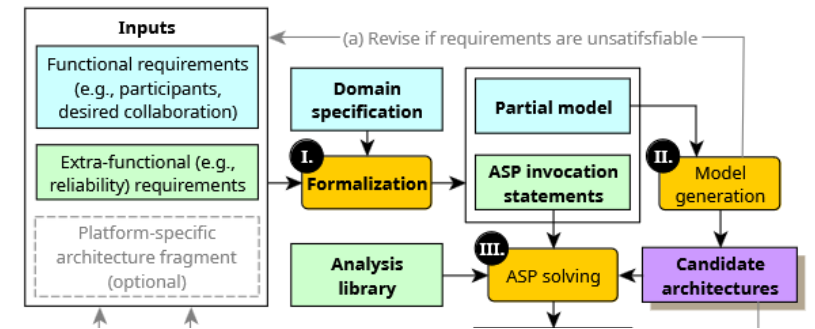 Inputs
(a) Revise if requirements are unsatifsfiable
Functional requirements
(e.g., participants,
desired collaboration)
Domain
specification
Partial model
I.
II.
Extra-functional (e.g.,
reliability) requirements
Formalization
ASP invocation
statements
Model
generation
Platform-specific
architecture fragment
(optional)
III.
Analysis
library
ASP solving
Candidate
architectures